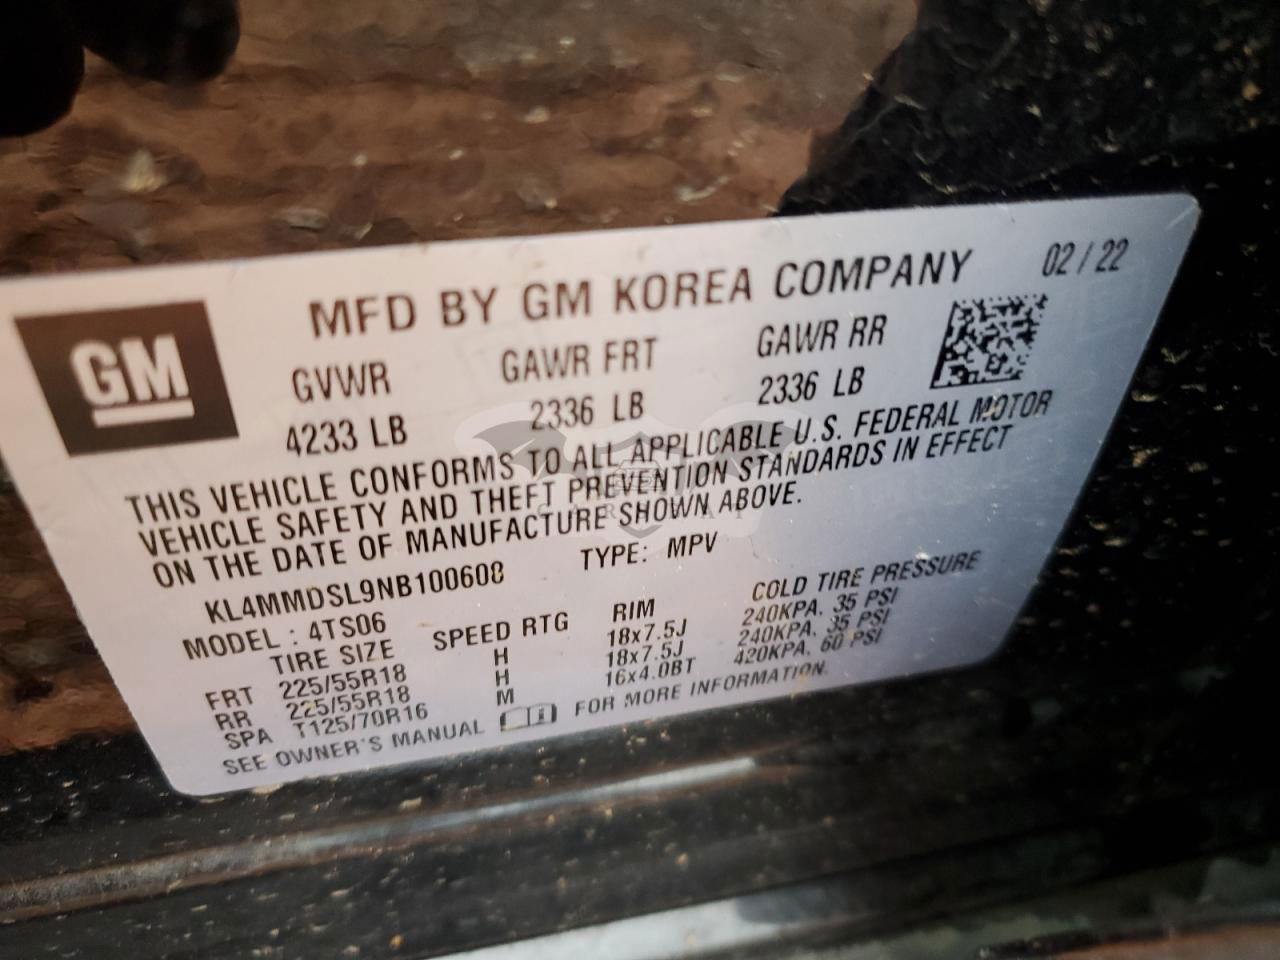 GM
MFD BY GM KOREA COMPANY 02 / 22
GVWR GAWR FRT GAWR RR
4233 LB 2336 LB 2336 LB
THIS VEHICLE CONFORMS TO ALL APPLICABLE U.S. FEDERAL MOTOR
VEHICLE SAFETY AND THEFT PREVENTION STANDARDS IN EFFECT
ON THE DATE OF MANUFACTURE SHOWN ABOVE.
KL4MMDSL9NB100608 TYPE: MPV
MODEL : 4TS06
TIRE SIZE SPEED RTG RIM COLD TIRE PRESSURE
FRT 225/55R18 H 18x7.5J 240KPA. 35 PSI
RR 225/55R18 H 18x7.5J 240KPA. 35 PSI
SPA T125/70R16 M 16x4.0BT 420KPA. 60 PSI
SEE OWNER'S MANUAL FOR MORE INFORMATION.